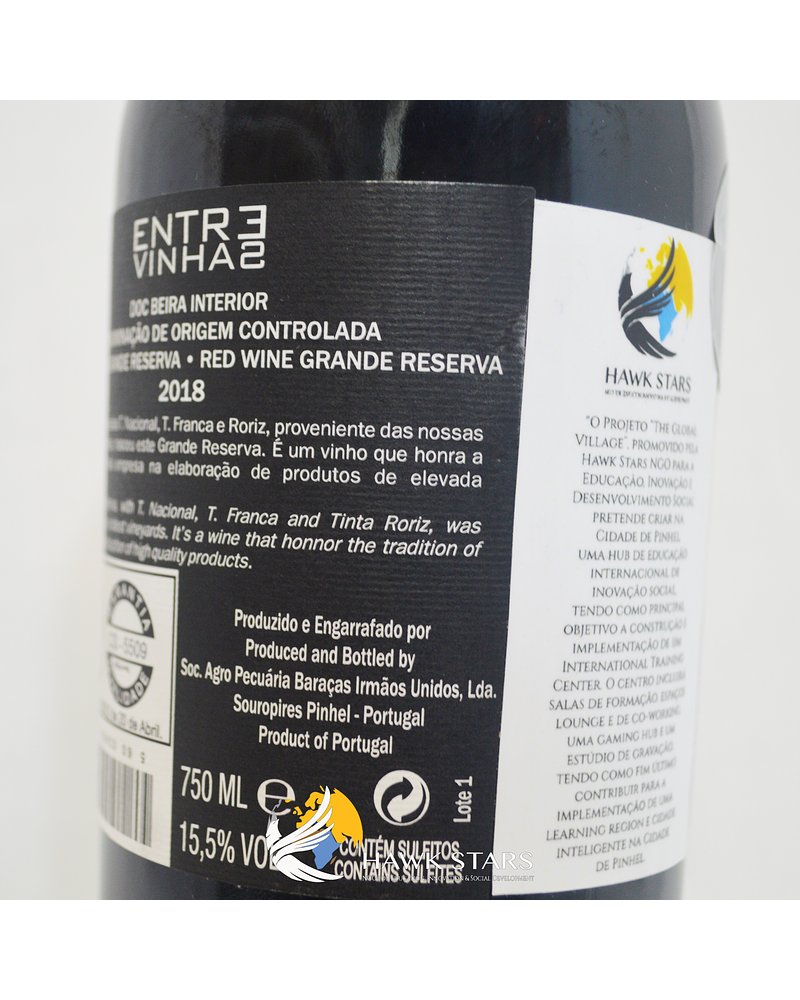 ENTRE
VINHAS
DOC BEIRA INTERIOR
DE ORIGEM CONTROLADA
RESERVA • RED WINE GRANDE RESERVA
2018
T. Nacional, T. Franca e Roriz, proveniente das nossas
este Grande Reserva. É um vinho que honra a
empresa na elaboração de produtos de elevada
with T. Nacional, T. Franca and Tinta Roriz, was
vineyards. It's a wine that honnor the tradition of
of high quality products.
5509
de Abril.
Produzido e Engarrafado por
Produced and Bottled by
Soc. Agro Pecuária Baraças Irmãos Unidos, Lda.
Souropires Pinhel - Portugal
Product of Portugal
750 ML e
Lote 1
15,5% VOL
CONTÉM SULFITOS
CONTAINS SULFITES
HAWK STARS
"O PROJETO "THE GLOBAL
VILLAGE", PROMOVIDO PELA
HAWK STARS NGO PARA A
EDUCAÇÃO, INOVAÇÃO E
DESENVOLVIMENTO SOCIAL
PRETENDE CRIAR NA
CIDADE DE PINHEL
UMA HUB DE EDUCAÇÃO
INTERNACIONAL DE
INOVAÇÃO SOCIAL
TENDO COMO PRINCIPAL
OBJETIVO A CONSTRUÇÃO E
IMPLEMENTAÇÃO DE UM
INTERNATIONAL TRAINING
CENTER. O CENTRO INCLUIRÁ
SALAS DE FORMAÇÃO, ESPAÇOS
LOUNGE E DE CO-WORKING,
UMA GAMING HUB E UM
ESTÚDIO DE GRAVAÇÃO,
TENDO COMO FIM ÚLTIMO
CONTRIBUIR PARA A
IMPLEMENTAÇÃO DE UMA
LEARNING REGION E CIDADE
INTELIGENTE NA CIDADE
DE PINHEL
HAWK STARS
INNOVATION & SOCIAL DEVELOPMENT